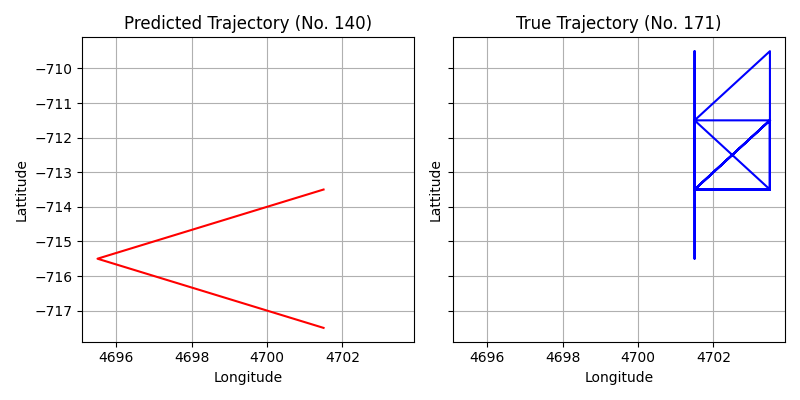 Predicted Trajectory (No. 140)
True Trajectory (No. 171)
Lattitude
−710
−711
−712
−713
−714
−715
−716
−717
4696
4698
4700
4702
Longitude
Lattitude
4696
4698
4700
4702
Longitude